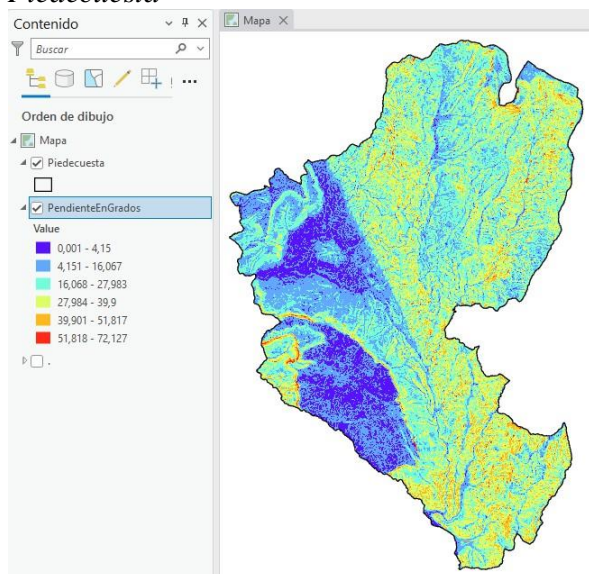 Piedecuesta
Contenido
Mapa
Buscar
Orden de dibujo
Mapa
Piedecuesta
PendienteEnGrados
Value
0,001 - 4,15
4,151 - 16,067
16,068 - 27,983
27,984 - 39,9
39,901 - 51,817
51,818 - 72,127
.